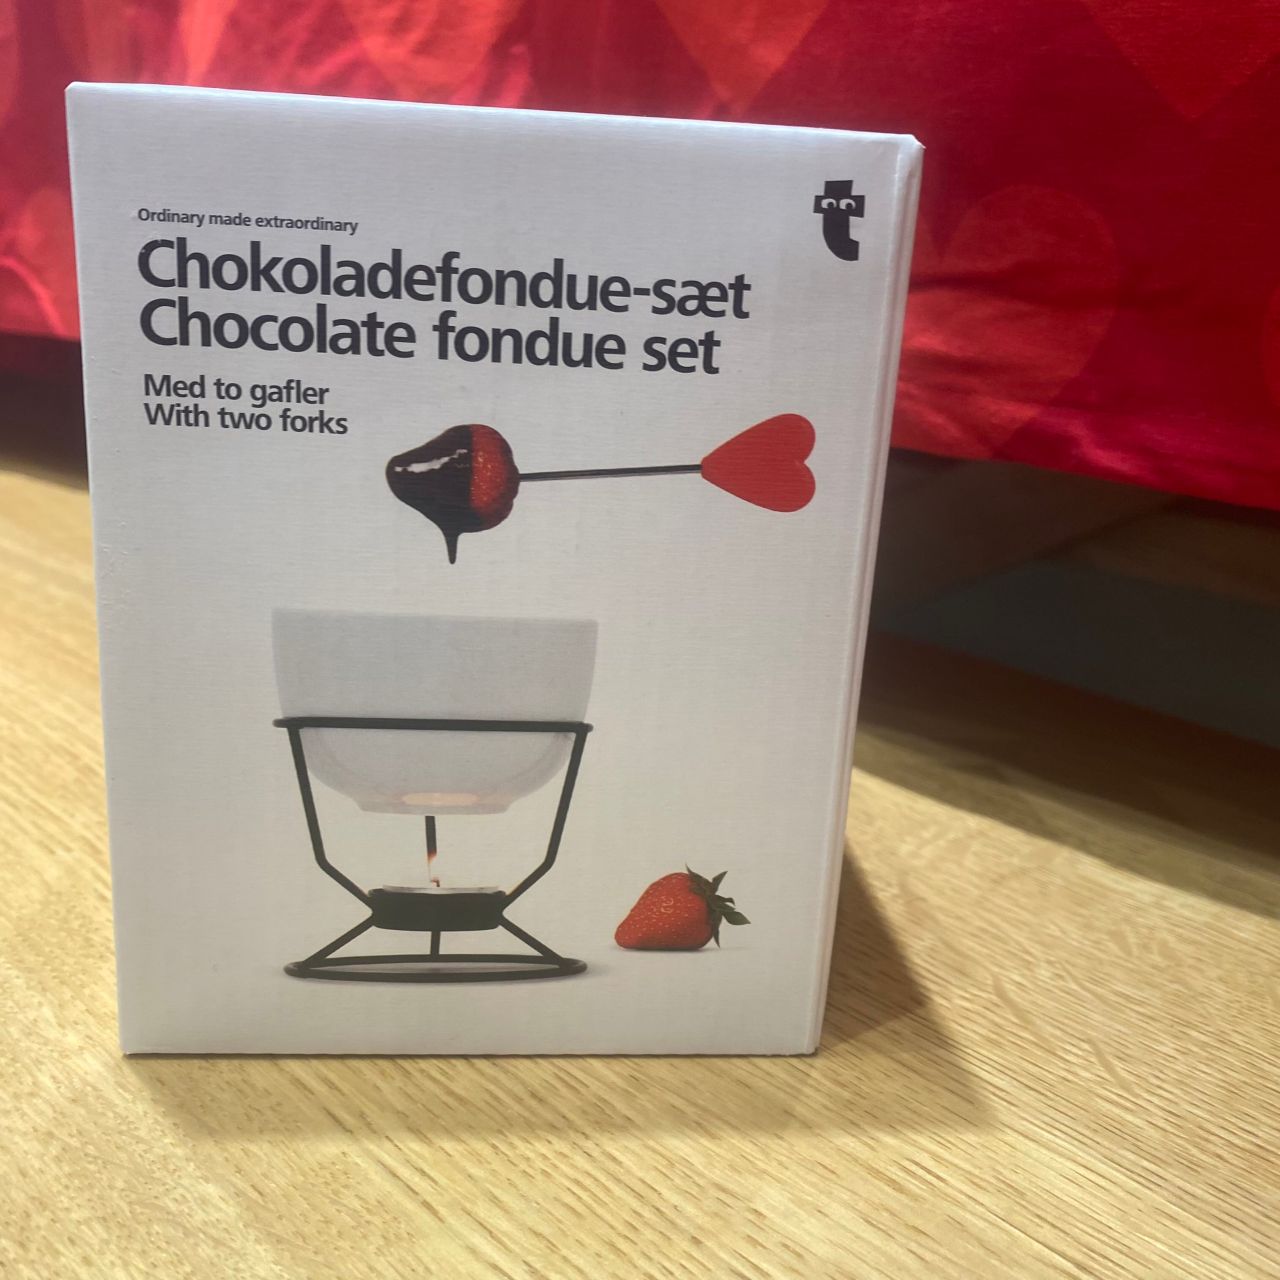 Ordinary made extraordinary
Chokoladefondue-sæt
Chocolate fondue set
Med to gafler
With two forks